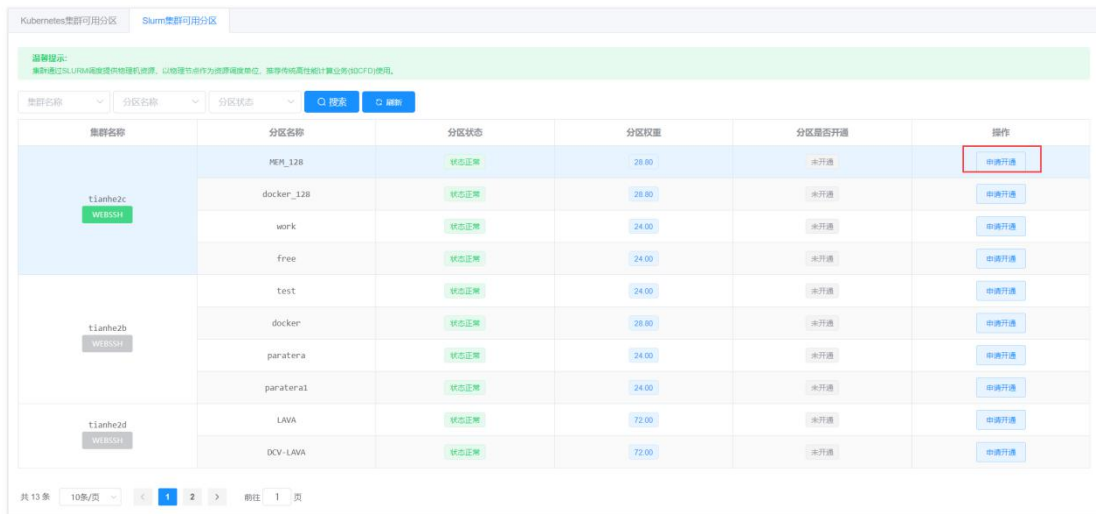 Kubernetes集群可用分区 Slurm集群可用分区
温馨提示:
集群通过SLURM调度提供物理机资源，以物理节点作为资源调度单位，推荐传统高性能计算业务(如CFD)使用。
集群名称 分区名称 分区状态 搜索 刷新
集群名称 分区名称 分区状态 分区权重 分区是否开通 操作
tianhe2c
WEBSSH
MEM_128 状态正常 28.80 未开通 申请开通
docker_128 状态正常 28.80 未开通 申请开通
work 状态正常 24.00 未开通 申请开通
free 状态正常 24.00 未开通 申请开通
tianhe2b
WEBSSH
test 状态正常 24.00 未开通 申请开通
docker 状态正常 28.80 未开通 申请开通
paratera 状态正常 24.00 未开通 申请开通
paratera1 状态正常 24.00 未开通 申请开通
tianhe2d
WEBSSH
LAVA 状态正常 72.00 未开通 申请开通
DCV-LAVA 状态正常 72.00 未开通 申请开通
共 13 条 10条/页 < 1 2 > 前往 1 页